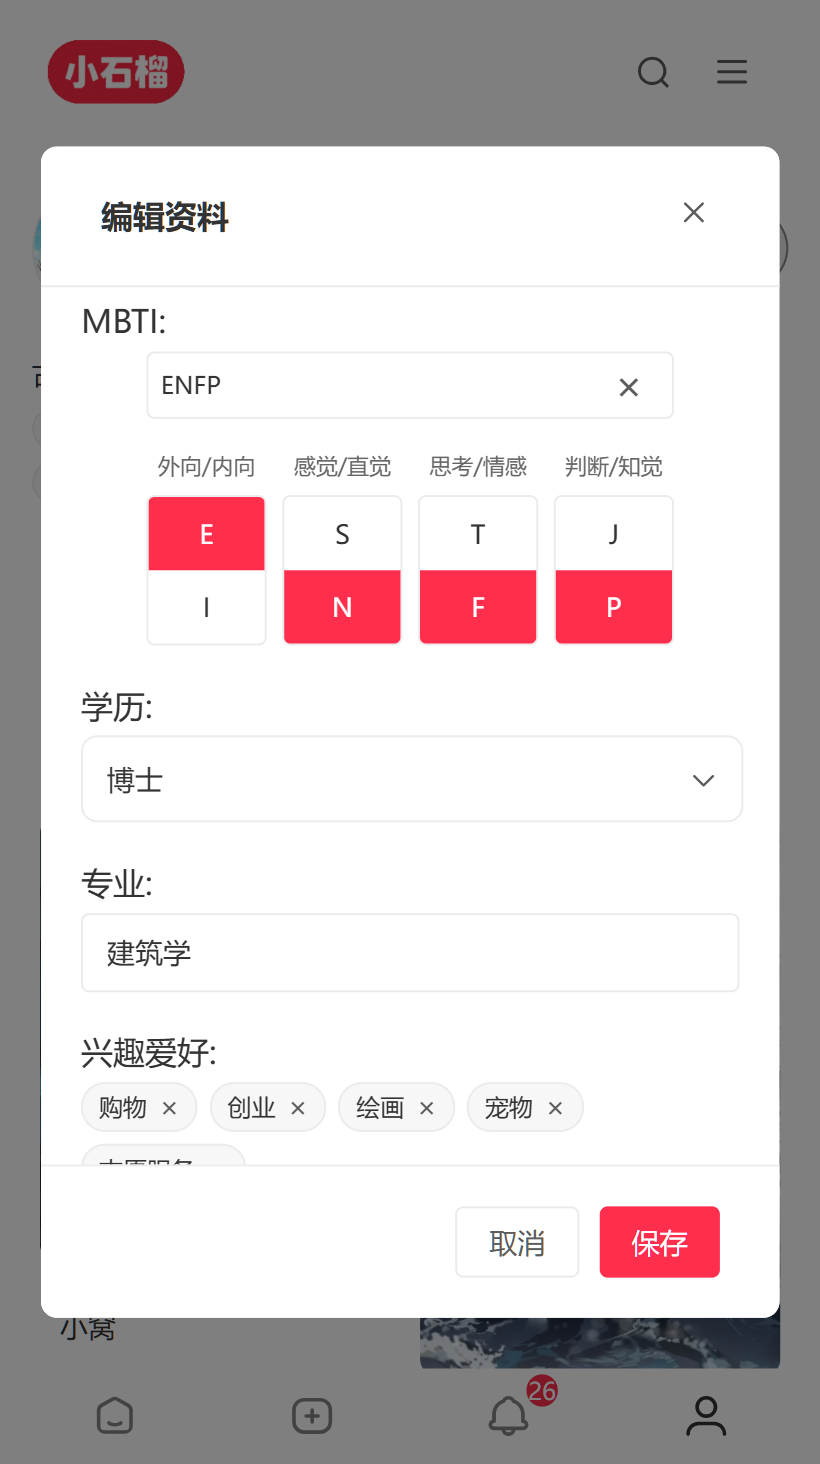 小石榴
编辑资料
MBTI:
ENFP
外向/内向 感觉/直觉 思考/情感 判断/知觉
E S T J
I N F P
学历:
博士
专业:
建筑学
兴趣爱好:
购物 创业 绘画 宠物
取消 保存
小窝
26